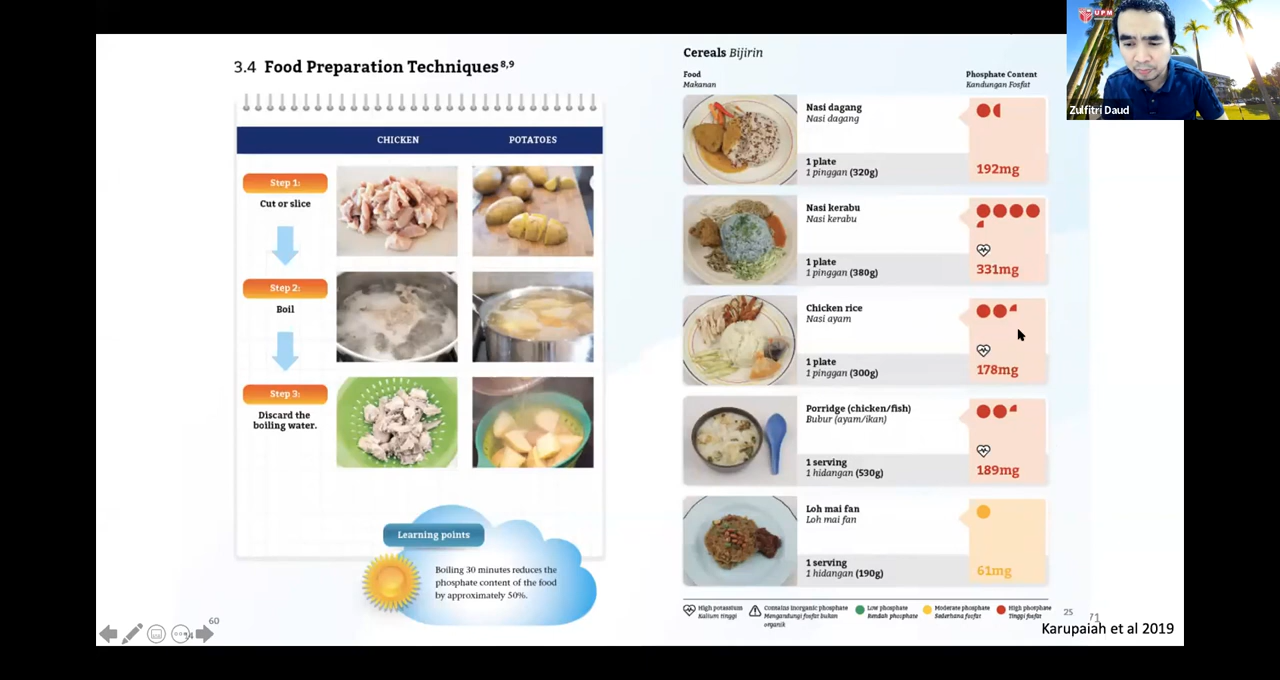 3.4 Food Preparation Techniques8,9
CHICKEN POTATOES
Step 1:
Cut or slice
Step 2:
Boil
Step 3:
Discard the
boiling water.
Learning points
Boiling 30 minutes reduces the
phosphate content of the food
by approximately 50%.
60
Cereals Bijirin
Food
Makanan
Phosphate Content
Kandungan Fosfat
Nasi dagang
Nasi dagang
1 plate
1 pinggan (320g)
192mg
Nasi kerabu
Nasi kerabu
1 plate
1 pinggan (380g)
331mg
Chicken rice
Nasi ayam
1 plate
1 pinggan (300g)
178mg
Porridge (chicken/fish)
Bubur (ayam/ikan)
1 serving
1 hidangan (530g)
189mg
Loh mai fan
Loh mai fan
1 serving
1 hidangan (190g)
61mg
High potassium
Kalium tinggi
Contains inorganic phosphate
Mengandungi fosfat bukan
organik
Low phosphate
Rendah phosphate
Moderate phosphate
Sederhana fosfat
High phosphate
Tinggi fosfat
25
71
Karupaiah et al 2019
UPM
Zulfitri Daud